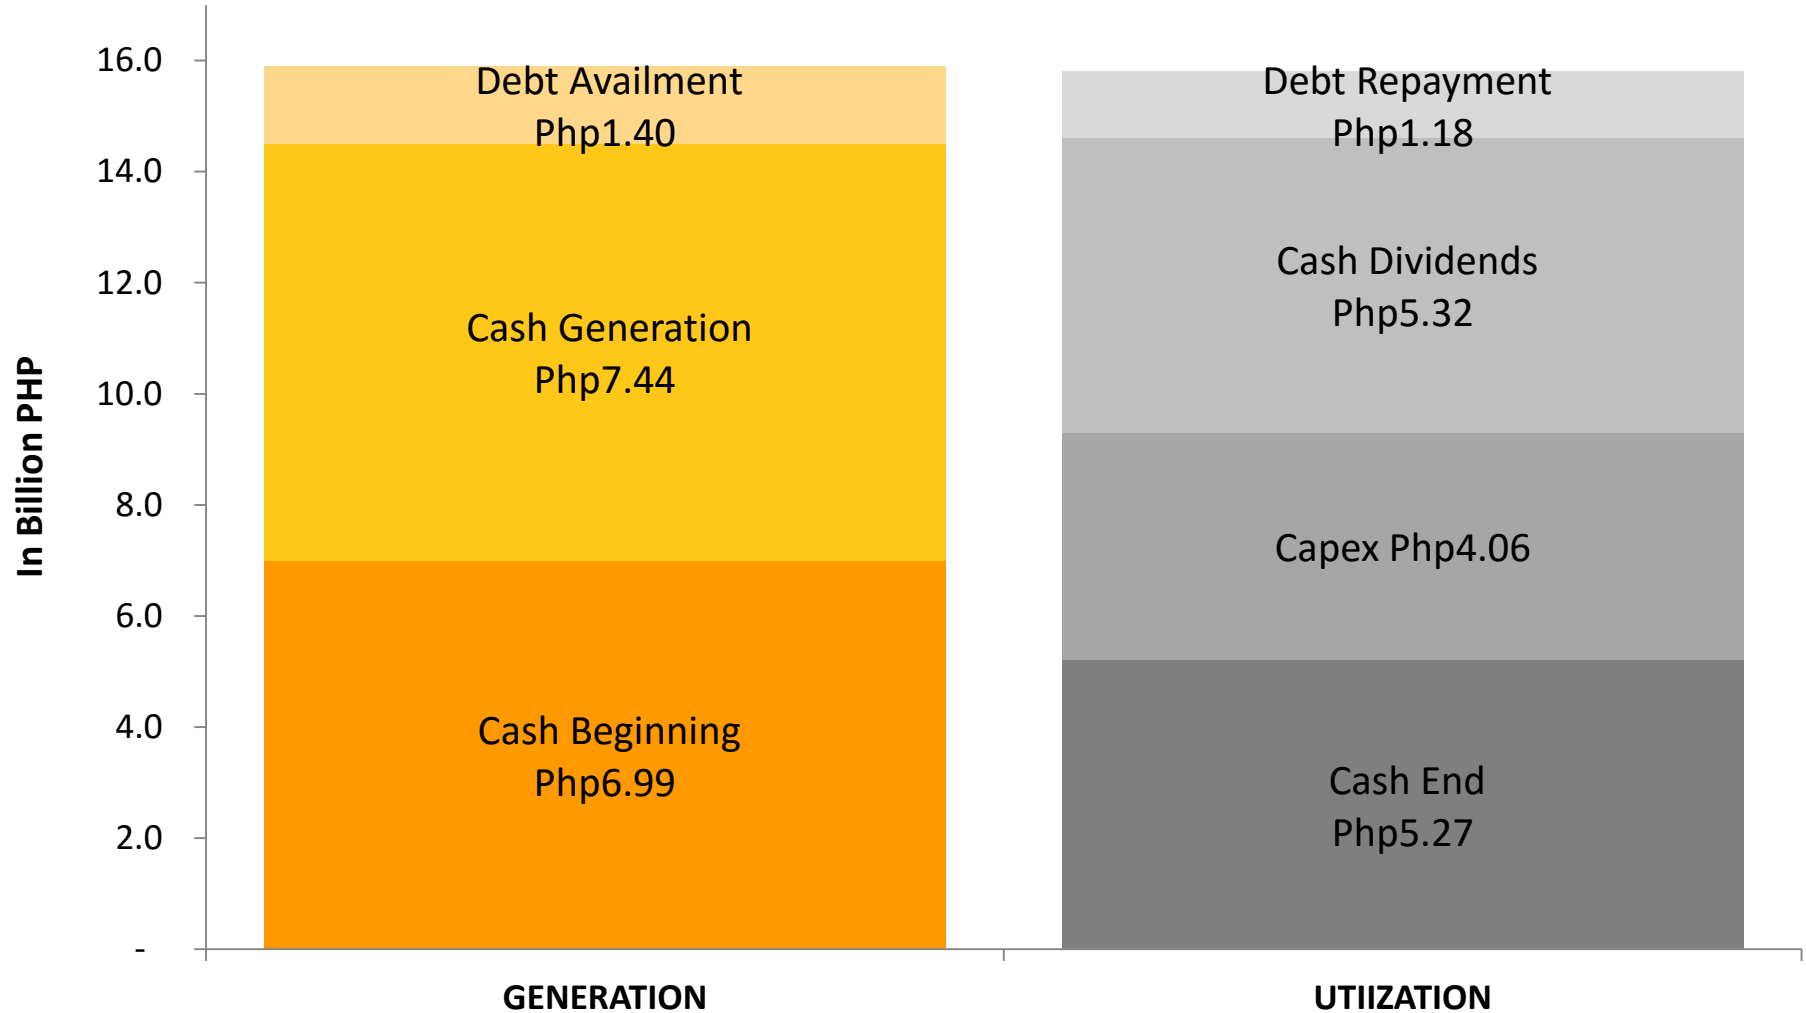 In Billion PHP
16.0
14.0
12.0
10.0
8.0
6.0
4.0
2.0
-
Debt Availment
Php1.40
Cash Generation
Php7.44
Cash Beginning
Php6.99
Debt Repayment
Php1.18
Cash Dividends
Php5.32
Capex Php4.06
Cash End
Php5.27
GENERATION
UTIIZATION